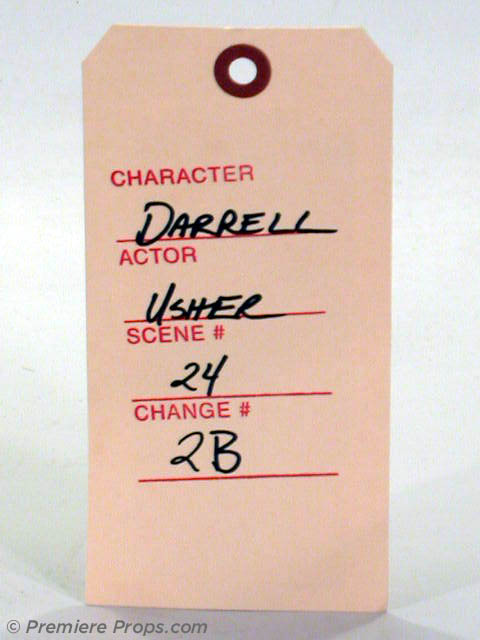 CHARACTER
DARRELL
ACTOR
USHER
SCENE #
24
CHANGE #
2B
© Premiere Props.com